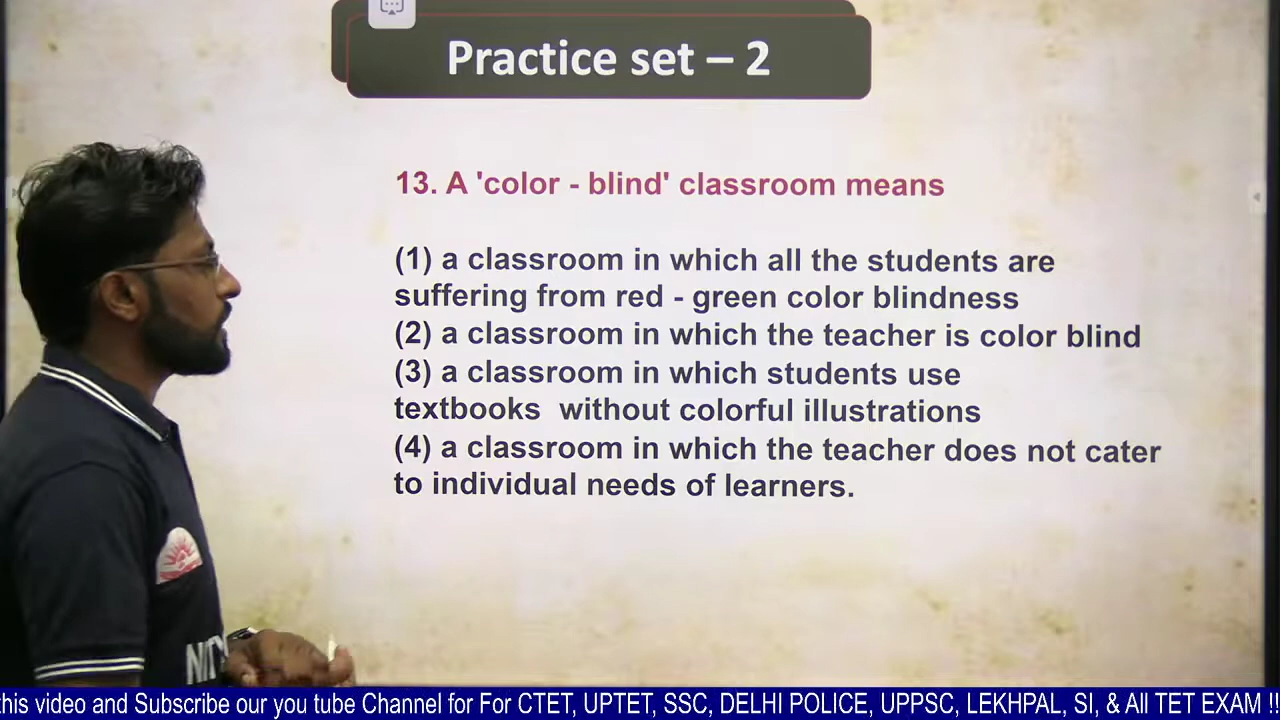 Practice set – 2
13. A 'color - blind' classroom means
(1) a classroom in which all the students are
suffering from red - green color blindness
(2) a classroom in which the teacher is color blind
(3) a classroom in which students use
textbooks without colorful illustrations
(4) a classroom in which the teacher does not cater
to individual needs of learners.
this video and Subscribe our you tube Channel for For CTET, UPTET, SSC, DELHI POLICE, UPPSC, LEKHPAL, SI, & All TET EXAM !!